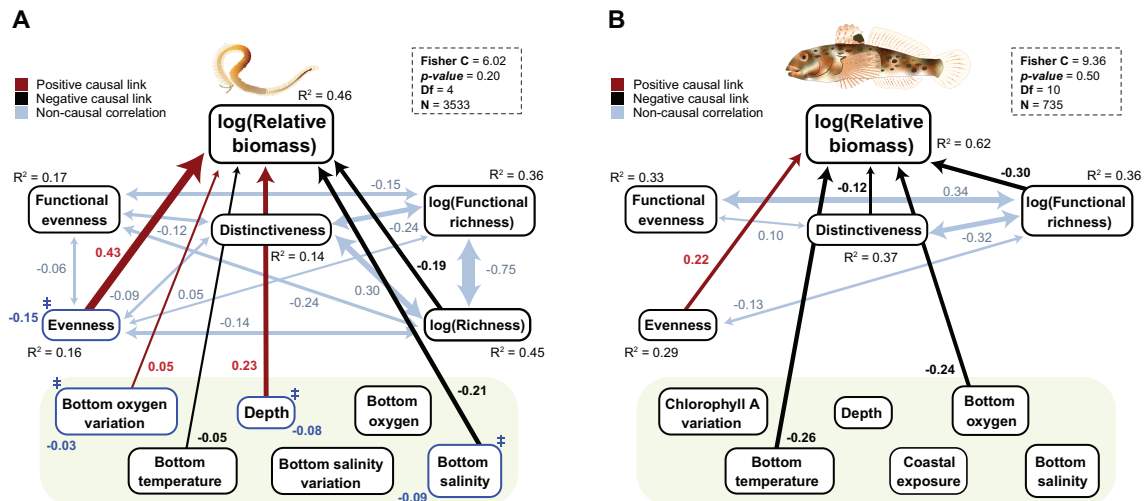 A
Positive causal link
Negative causal link
Non-causal correlation
Fisher C = 6.02
p-value = 0.20
Df = 4
N = 3533
R² = 0.46
log(Relative
biomass)
R² = 0.17
Functional
evenness
-0.15
R² = 0.36
log(Functional
richness)
-0.12
Distinctiveness
-0.24
R² = 0.14
-0.06
0.43
-0.09
0.05
-0.24
0.30
-0.19
-0.75
‡
-0.15
Evenness
-0.14
log(Richness)
R² = 0.16
R² = 0.45
0.05
0.23
-0.21
‡
Bottom oxygen
variation
-0.03
‡
Depth
-0.08
Bottom
oxygen
-0.05
Bottom
temperature
Bottom salinity
variation
‡
Bottom
salinity
-0.09
B
Positive causal link
Negative causal link
Non-causal correlation
Fisher C = 9.36
p-value = 0.50
Df = 10
N = 735
log(Relative
biomass)
R² = 0.62
R² = 0.33
Functional
evenness
-0.12
-0.30
0.34
R² = 0.36
log(Functional
richness)
0.10
Distinctiveness
-0.32
R² = 0.37
0.22
-0.13
Evenness
R² = 0.29
-0.24
Chlorophyll A
variation
Depth
Bottom
oxygen
-0.26
Bottom
temperature
Coastal
exposure
Bottom
salinity